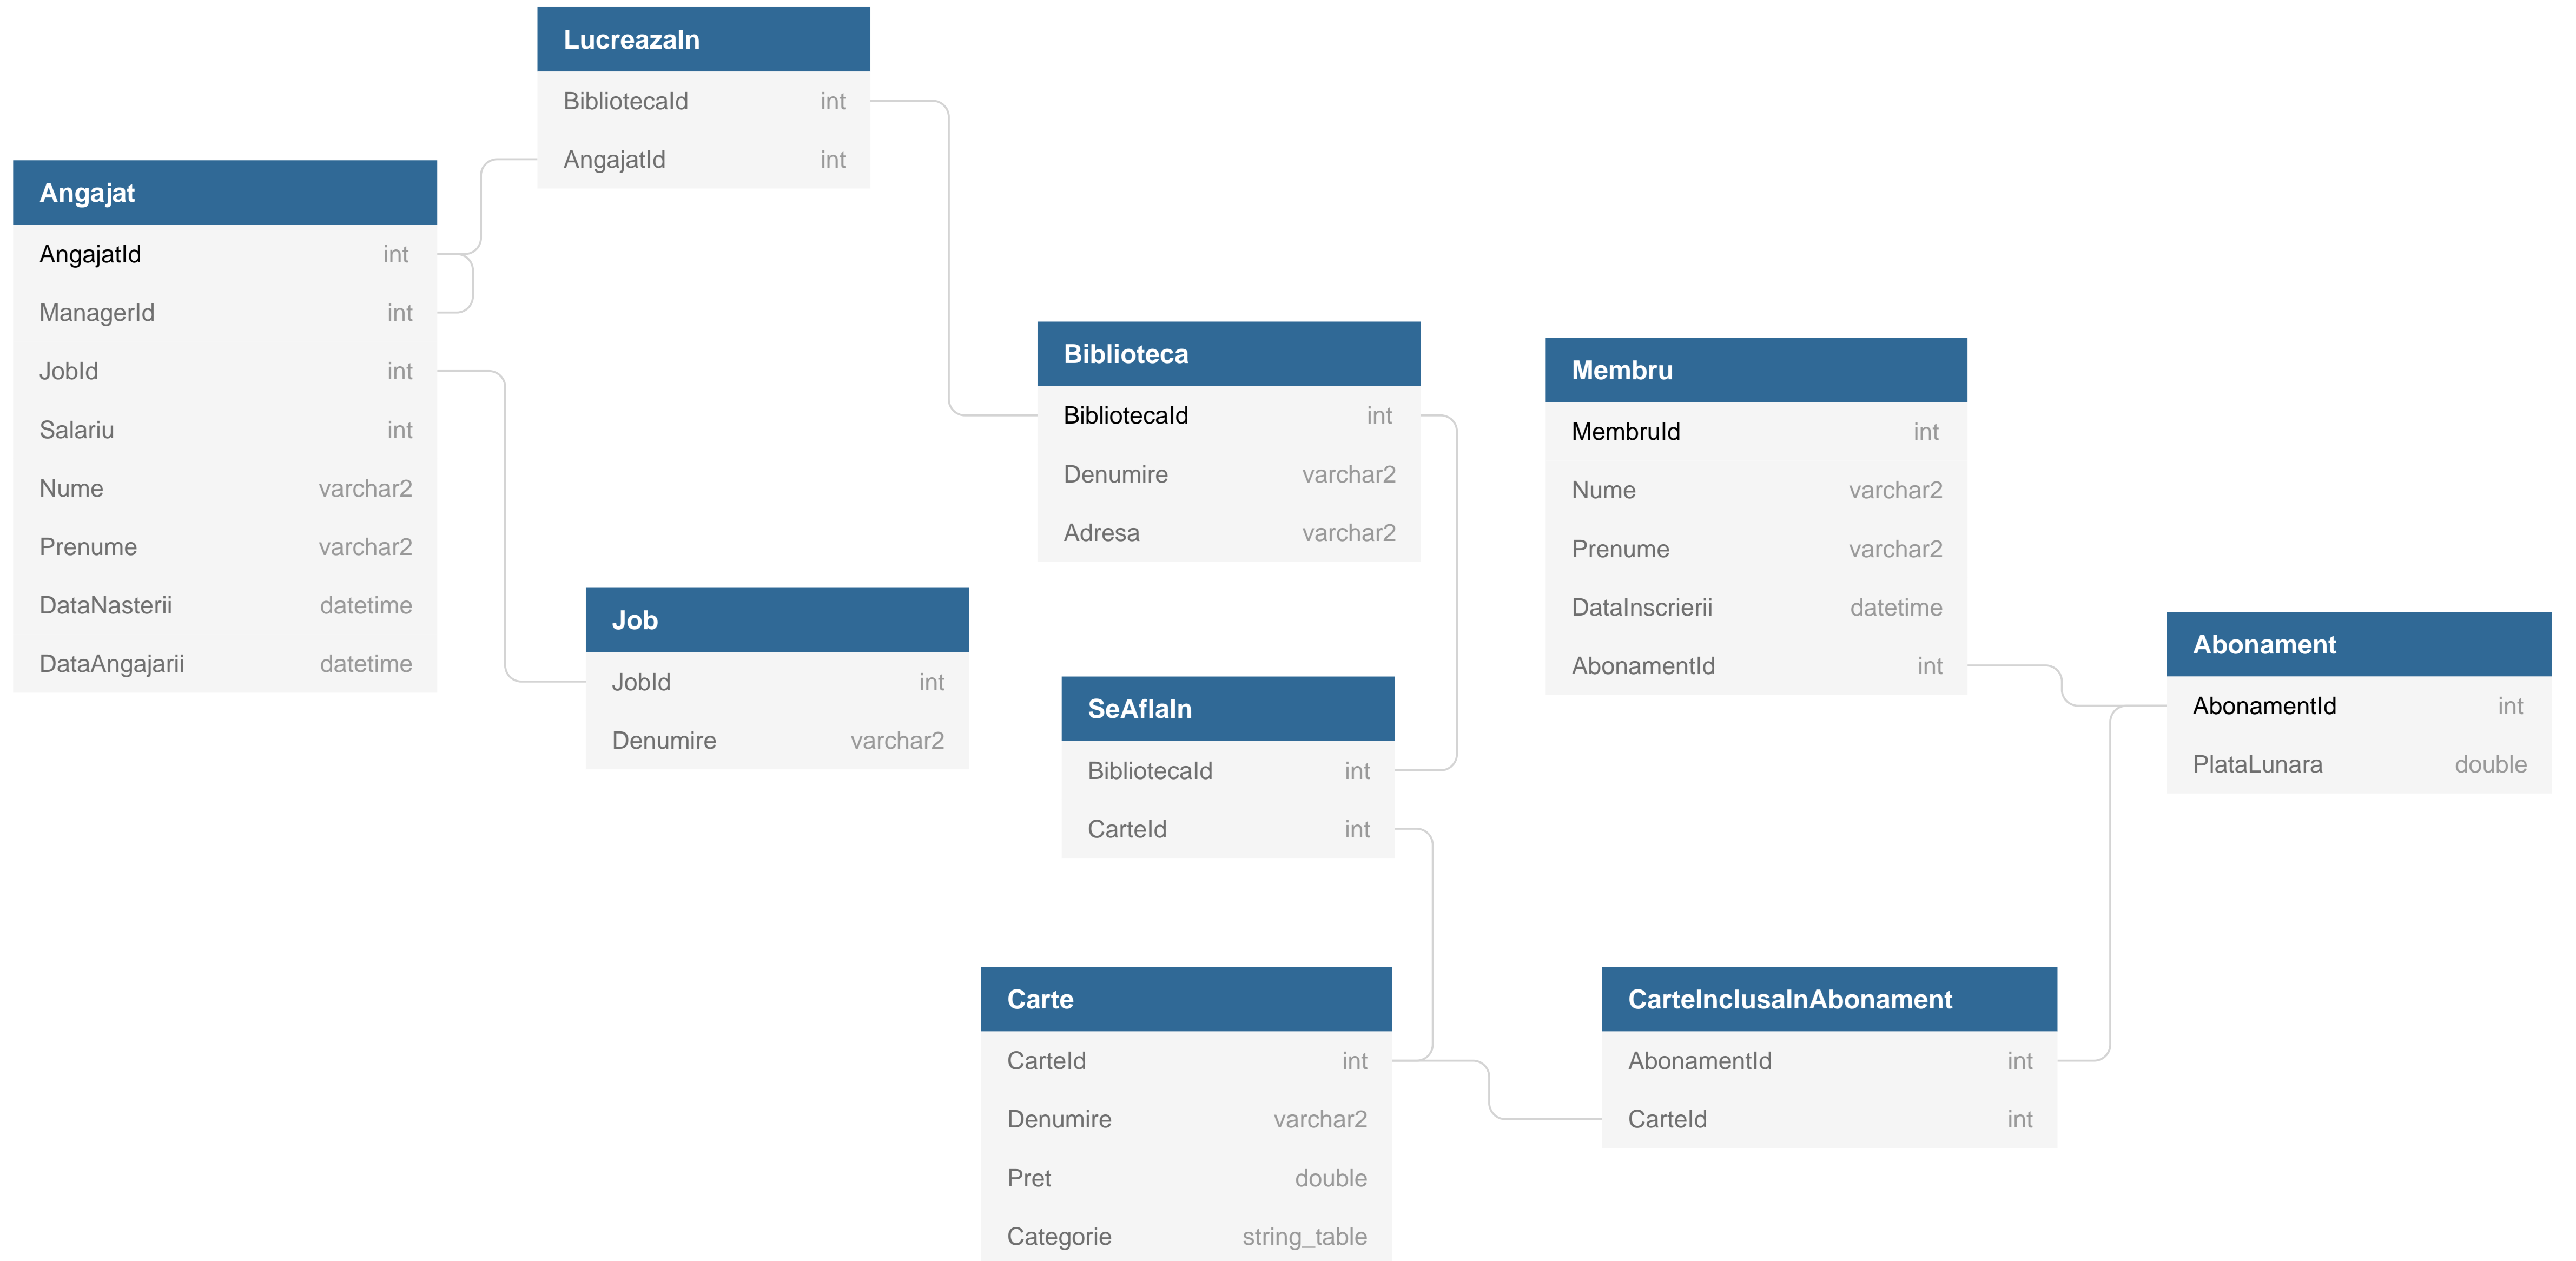 LucreazaIn
BibliotecaId int
AngajatId int
Angajat
AngajatId int
ManagerId int
JobId int
Salariu int
Nume varchar2
Prenume varchar2
DataNasterii datetime
DataAngajarii datetime
Job
JobId int
Denumire varchar2
Biblioteca
BibliotecaId int
Denumire varchar2
Adresa varchar2
SeAflaIn
BibliotecaId int
CarteId int
Carte
CarteId int
Denumire varchar2
Pret double
Categorie string_table
Membru
MembruId int
Nume varchar2
Prenume varchar2
DataInscrierii datetime
AbonamentId int
CarteInclusaInAbonament
AbonamentId int
CarteId int
Abonament
AbonamentId int
PlataLunara double